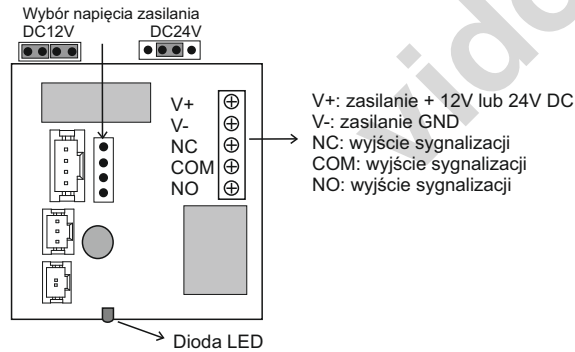 Wybór napięcia zasilania
DC12V DC24V
V+
V-
NC
COM
NO
V+: zasilanie + 12V lub 24V DC
V-: zasilanie GND
NC: wyjście sygnalizacji
COM: wyjście sygnalizacji
NO: wyjście sygnalizacji
Dioda LED